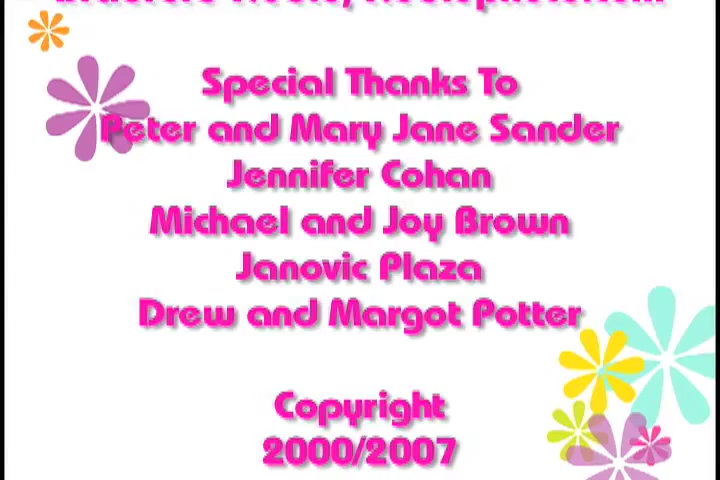 Special Thanks To
Peter and Mary Jane Sander
Jennifer Cohan
Michael and Joy Brown
Janovic Plaza
Drew and Margot Potter
Copyright
2000/2007